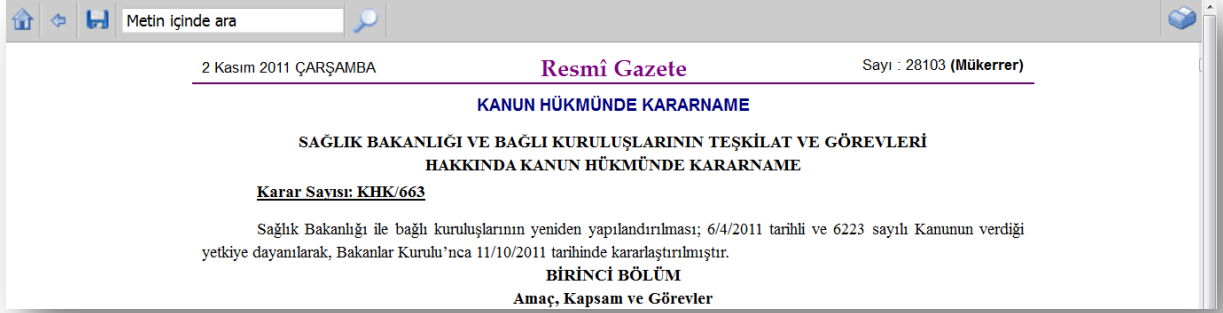 Metin içinde ara
2 Kasım 2011 ÇARŞAMBA
Resmî Gazete
Sayı : 28103 (Mükerrer)
KANUN HÜKMÜNDE KARARNAME
SAĞLIK BAKANLIĞI VE BAĞLI KURULUŞLARININ TEŞKİLAT VE GÖREVLERİ
HAKKINDA KANUN HÜKMÜNDE KARARNAME
Karar Sayısı: KHK/663
Sağlık Bakanlığı ile bağlı kuruluşlarının yeniden yapılandırılması; 6/4/2011 tarihli ve 6223 sayılı Kanunun verdiği
yetkiye dayanılarak, Bakanlar Kurulu’nca 11/10/2011 tarihinde kararlaştırılmıştır.
BİRİNCİ BÖLÜM
Amaç, Kapsam ve Görevler